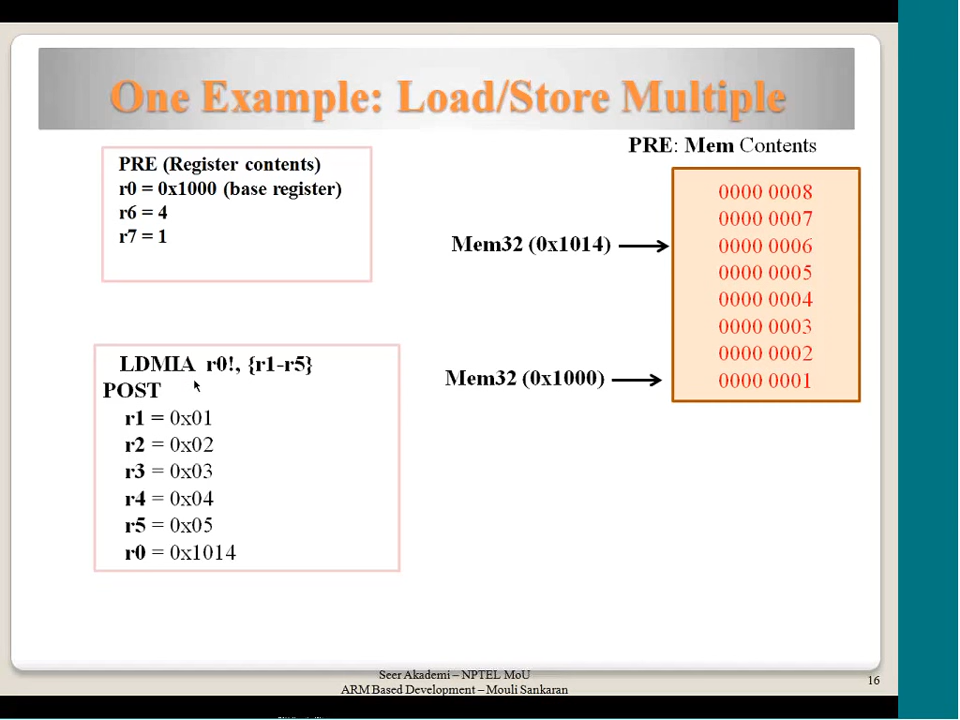 One Example: Load/Store Multiple
PRE (Register contents)
r0 = 0x1000 (base register)
r6 = 4
r7 = 1
PRE: Mem Contents
0000 0008
0000 0007
Mem32 (0x1014)
0000 0006
0000 0005
0000 0004
0000 0003
0000 0002
Mem32 (0x1000)
0000 0001
LDMIA r0!, {r1-r5}
POST
r1 = 0x01
r2 = 0x02
r3 = 0x03
r4 = 0x04
r5 = 0x05
r0 = 0x1014
Seer Akademi – NPTEL MoU
ARM Based Development – Mouli Sankaran
16